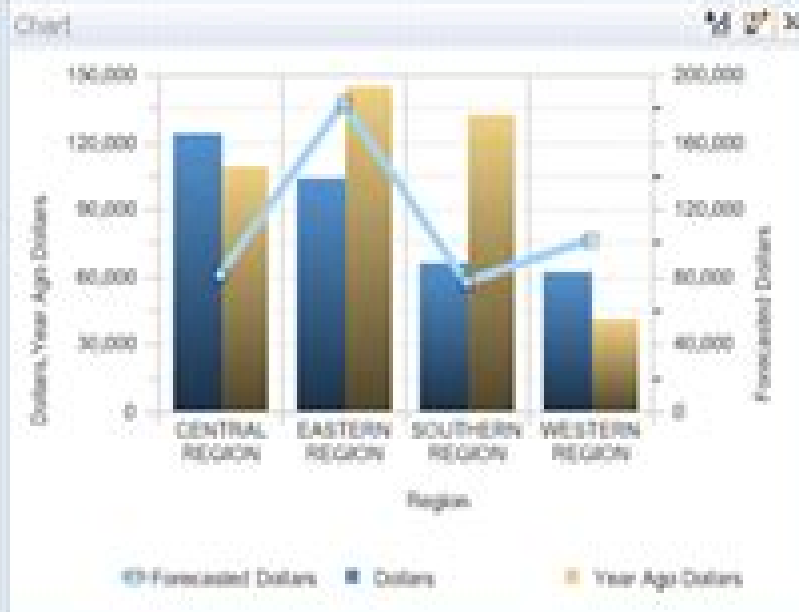 Chart
150,000
120,000
90,000
60,000
30,000
0
200,000
160,000
120,000
80,000
40,000
0
Dollars,Year Ago Dollars
Forecasted Dollars
CENTRAL REGION
EASTERN REGION
SOUTHERN REGION
WESTERN REGION
Region
Forecasted Dollars
Dollars
Year Ago Dollars